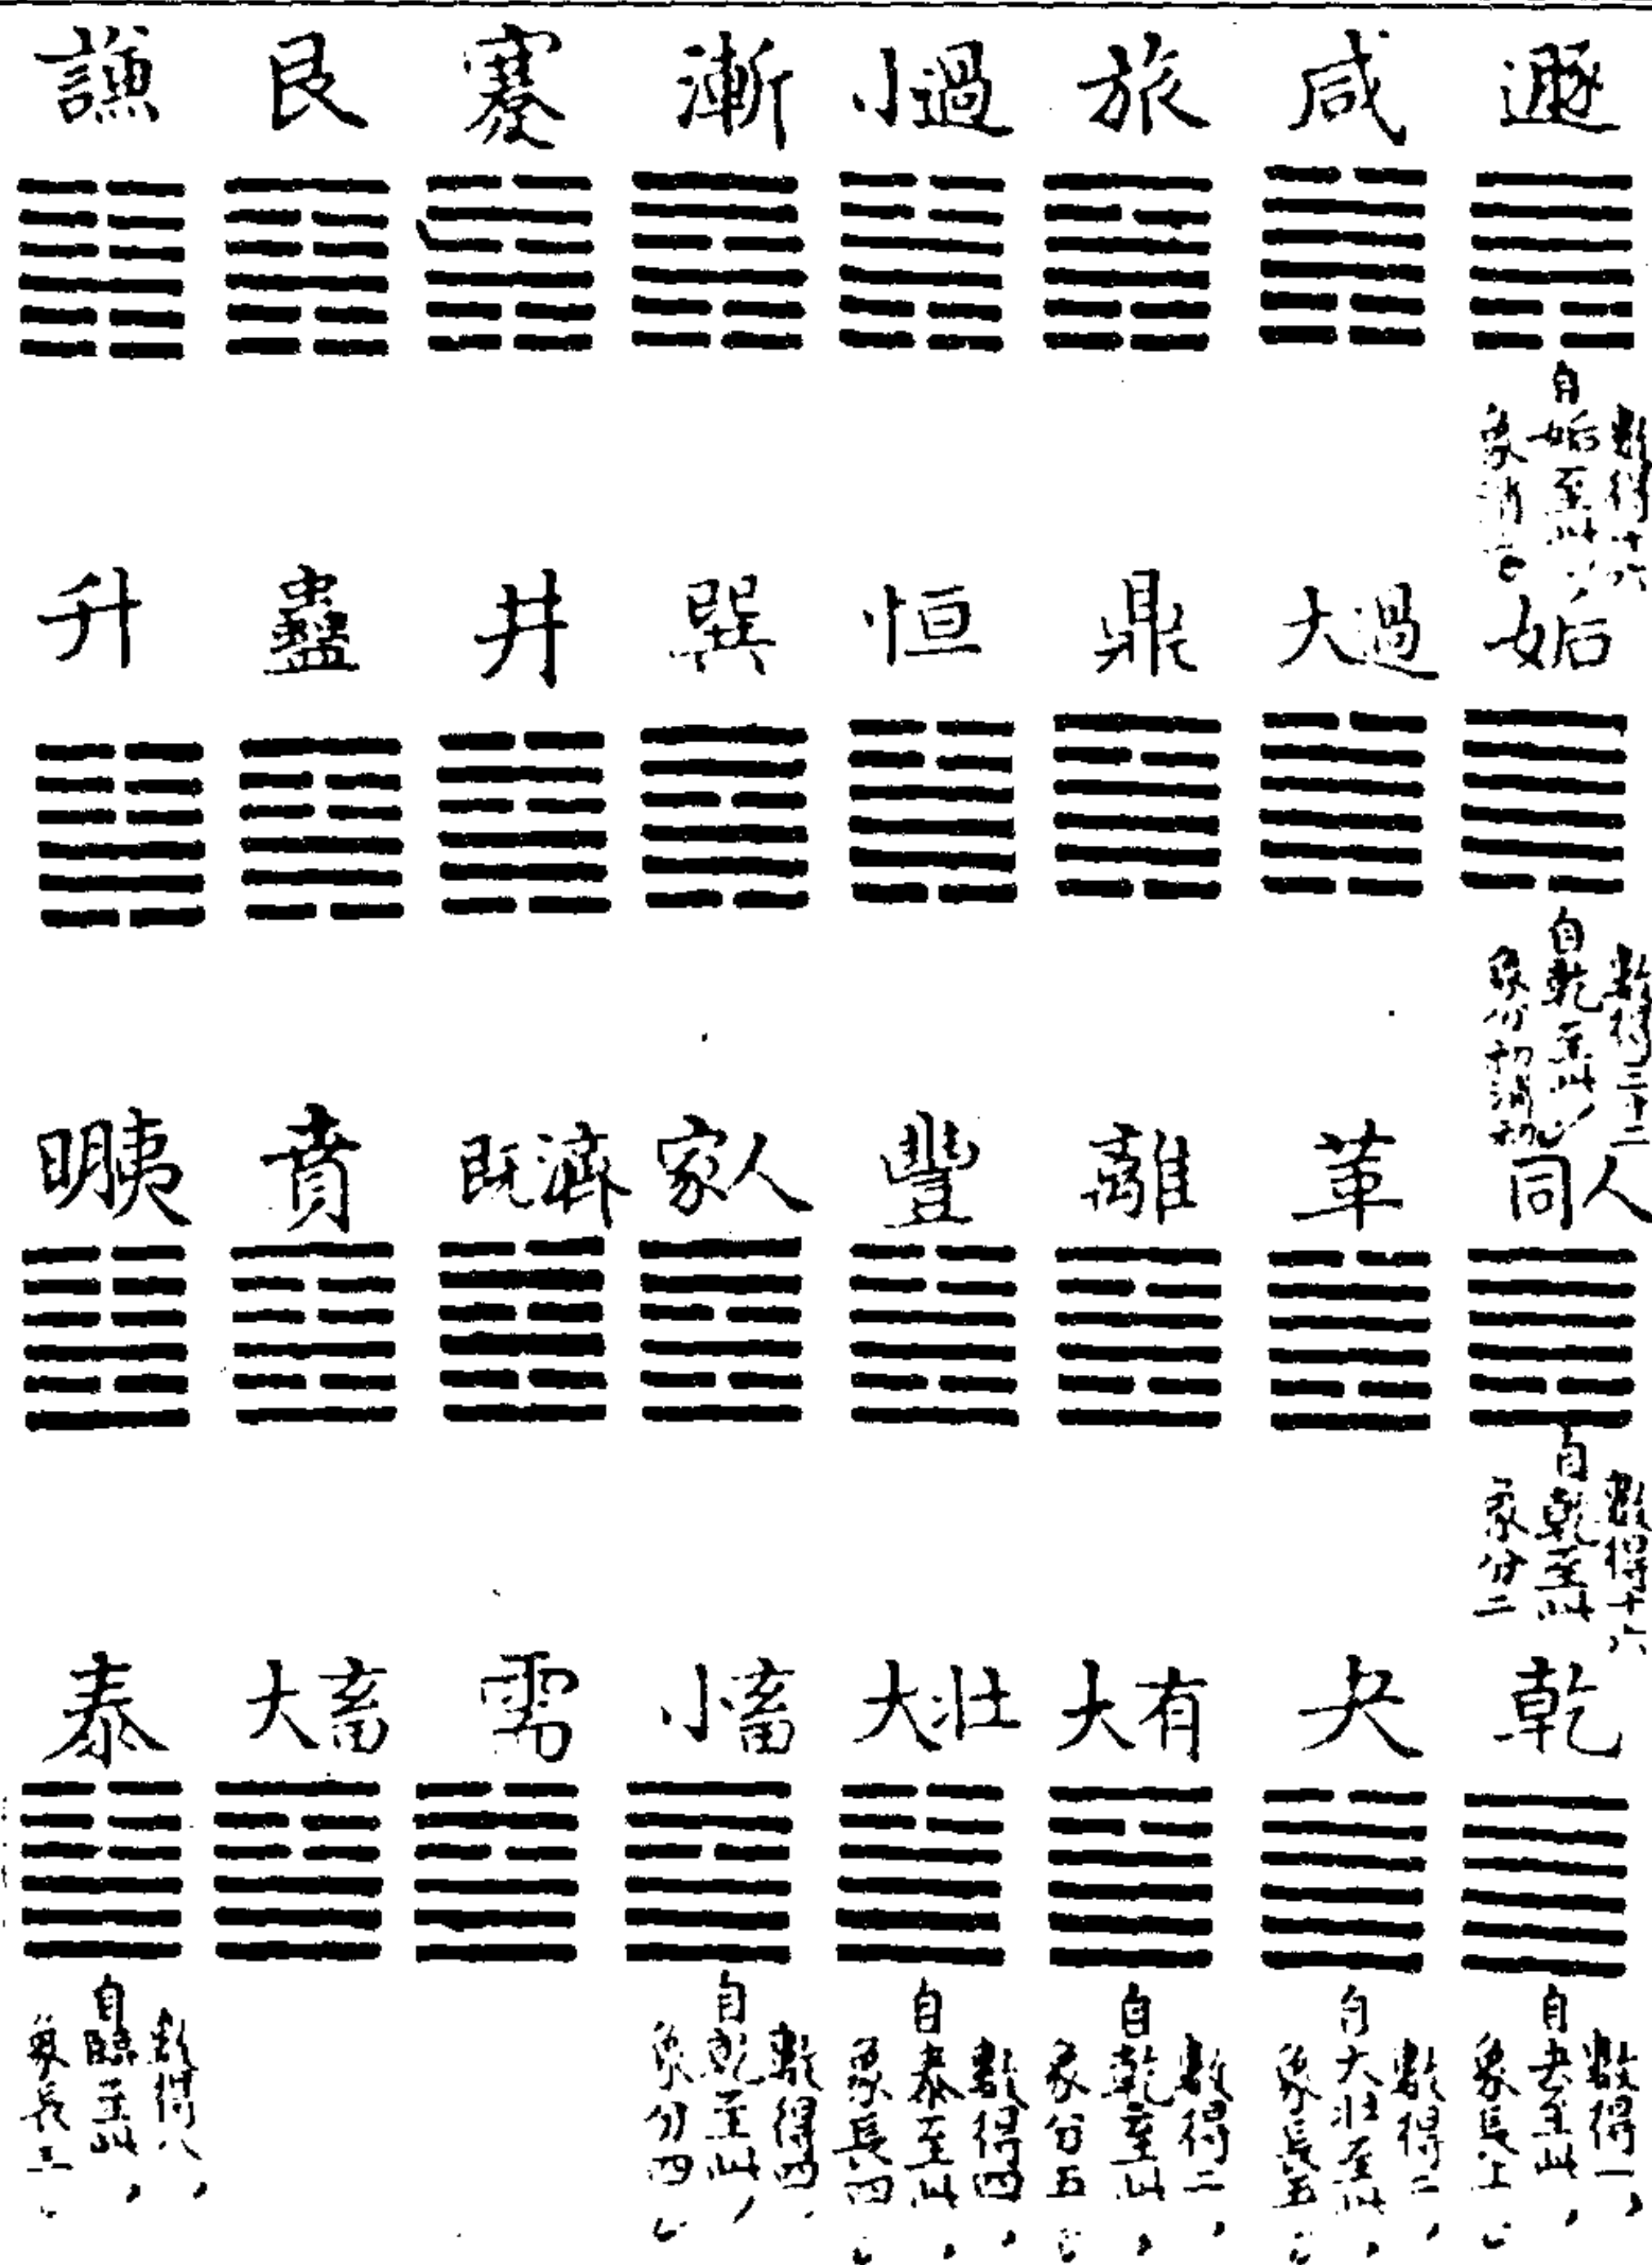 遯
咸
旅
小過
漸
蹇
艮
謙
自姤至此
數得十六
姤
大過
鼎
恒
巽
井
蠱
升
自乾至此
數得三十二
象分初消初
同人
革
離
豐
家人
既濟
賁
明夷
自乾至此
數得十六
象分二
乾
夬
大有
大壯
小畜
需
大畜
泰
自夬至此，
數得一，
象長上。
自大壯至此，
數得二，
象長五。
自乾至此，
數得二，
象分五。
自泰至此，
數得四，
象長四。
自乾至此，
數得四，
象分四。
自臨至此，
數得八，
象長三。